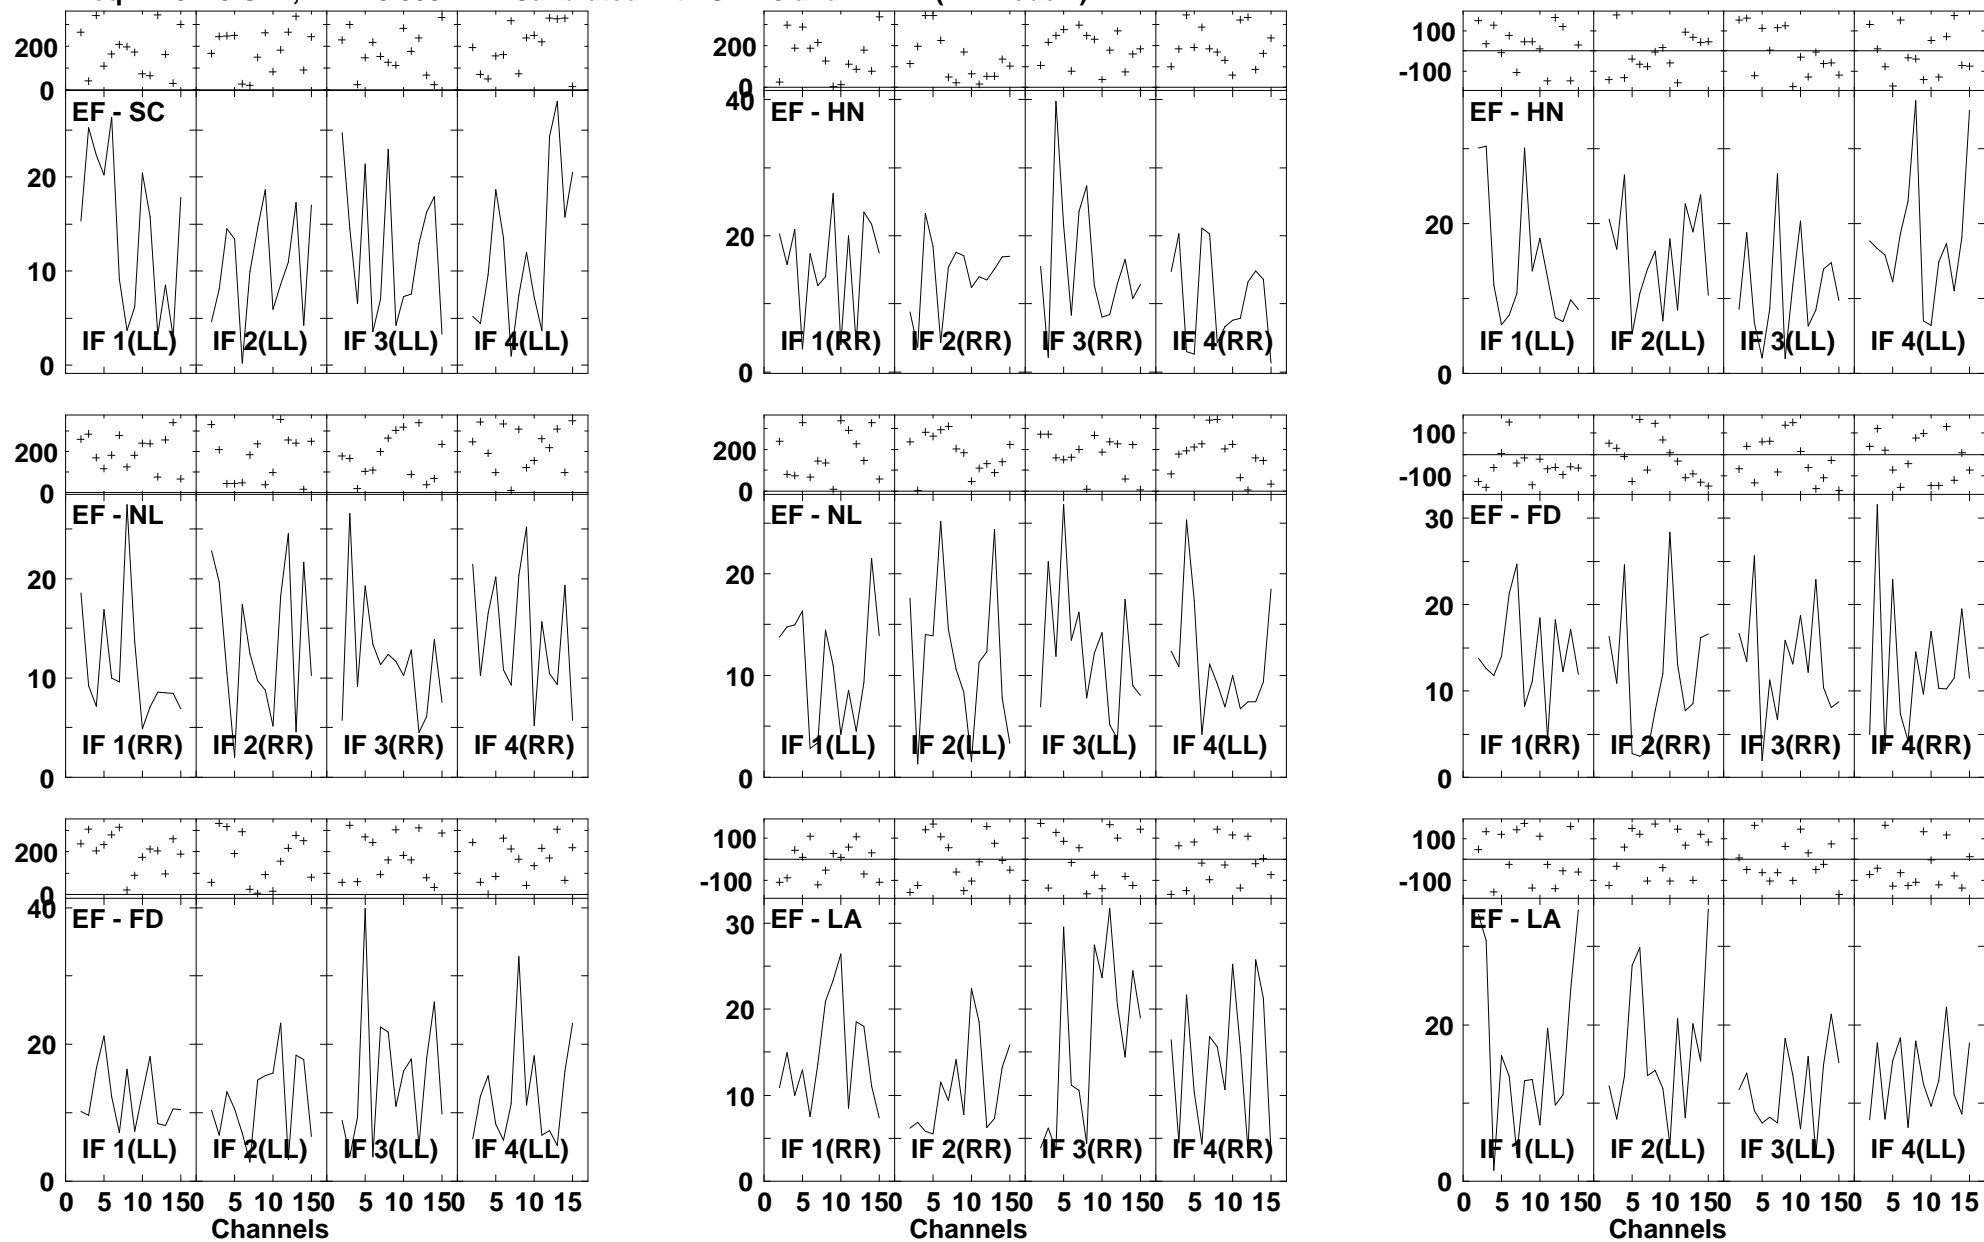 200
0
EF - SC
20
10
0
IF 1(LL) IF 2(LL) IF 3(LL) IF 4(LL)
200
0
40
EF - HN
20
0
IF 1(RR) IF 2(RR) IF 3(RR) IF 4(RR)
100
-100
EF - HN
20
0
IF 1(LL) IF 2(LL) IF 3(LL) IF 4(LL)
200
0
EF - NL
20
10
0
IF 1(RR) IF 2(RR) IF 3(RR) IF 4(RR)
200
0
EF - NL
20
10
0
IF 1(LL) IF 2(LL) IF 3(LL) IF 4(LL)
100
-100
30
EF - FD
20
10
0
IF 1(RR) IF 2(RR) IF 3(RR) IF 4(RR)
200
0
40
EF - FD
20
0
IF 1(LL) IF 2(LL) IF 3(LL) IF 4(LL)
0 5 10 150 5 10 150 5 10 150 5 10 15
Channels
100
-100
30
EF - LA
20
10
0
IF 1(RR) IF 2(RR) IF 3(RR) IF 4(RR)
0 5 10 150 5 10 150 5 10 150 5 10 15
Channels
100
-100
EF - LA
20
0
IF 1(LL) IF 2(LL) IF 3(LL) IF 4(LL)
0 5 10 150 5 10 150 5 10 150 5 10 15
Channels